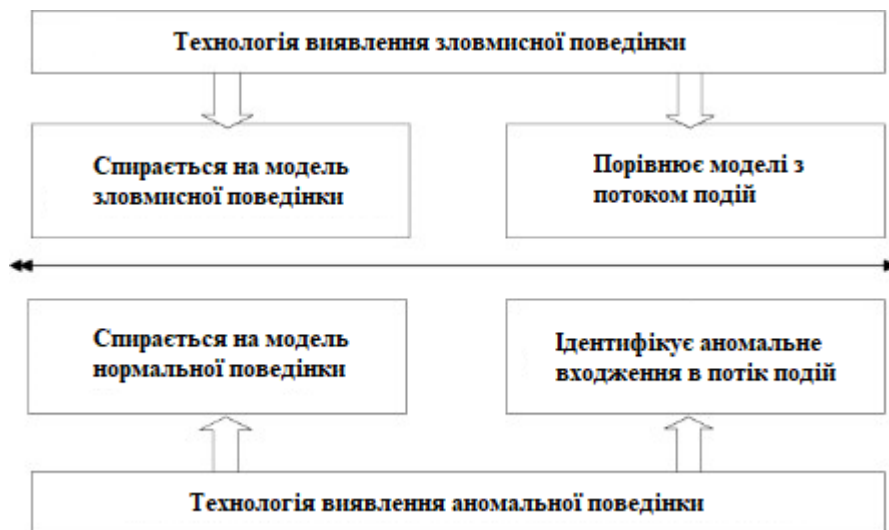 Технологія виявлення зловмисної поведінки
Спирається на модель
зловмисної поведінки
Порівнює моделі з
потоком подій
Спирається на модель
нормальної поведінки
Ідентифікує аномальне
входження в потік подій
Технологія виявлення аномальної поведінки